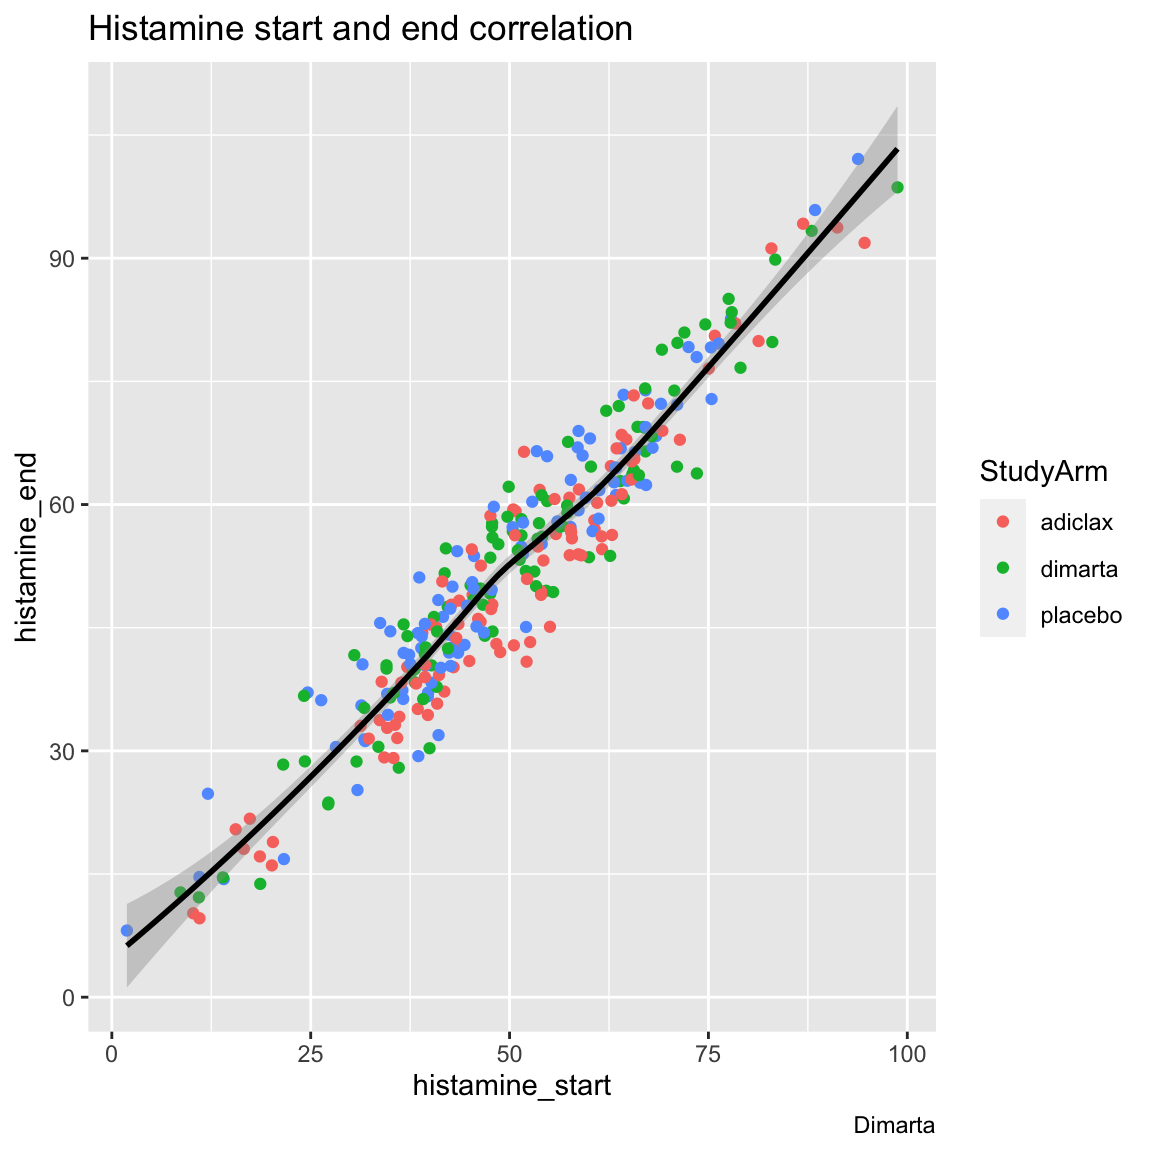 Histamine start and end correlation
histamine_end
90
60
30
0
0 25 50 75 100
histamine_start
StudyArm
adiclax
dimarta
placebo
Dimarta